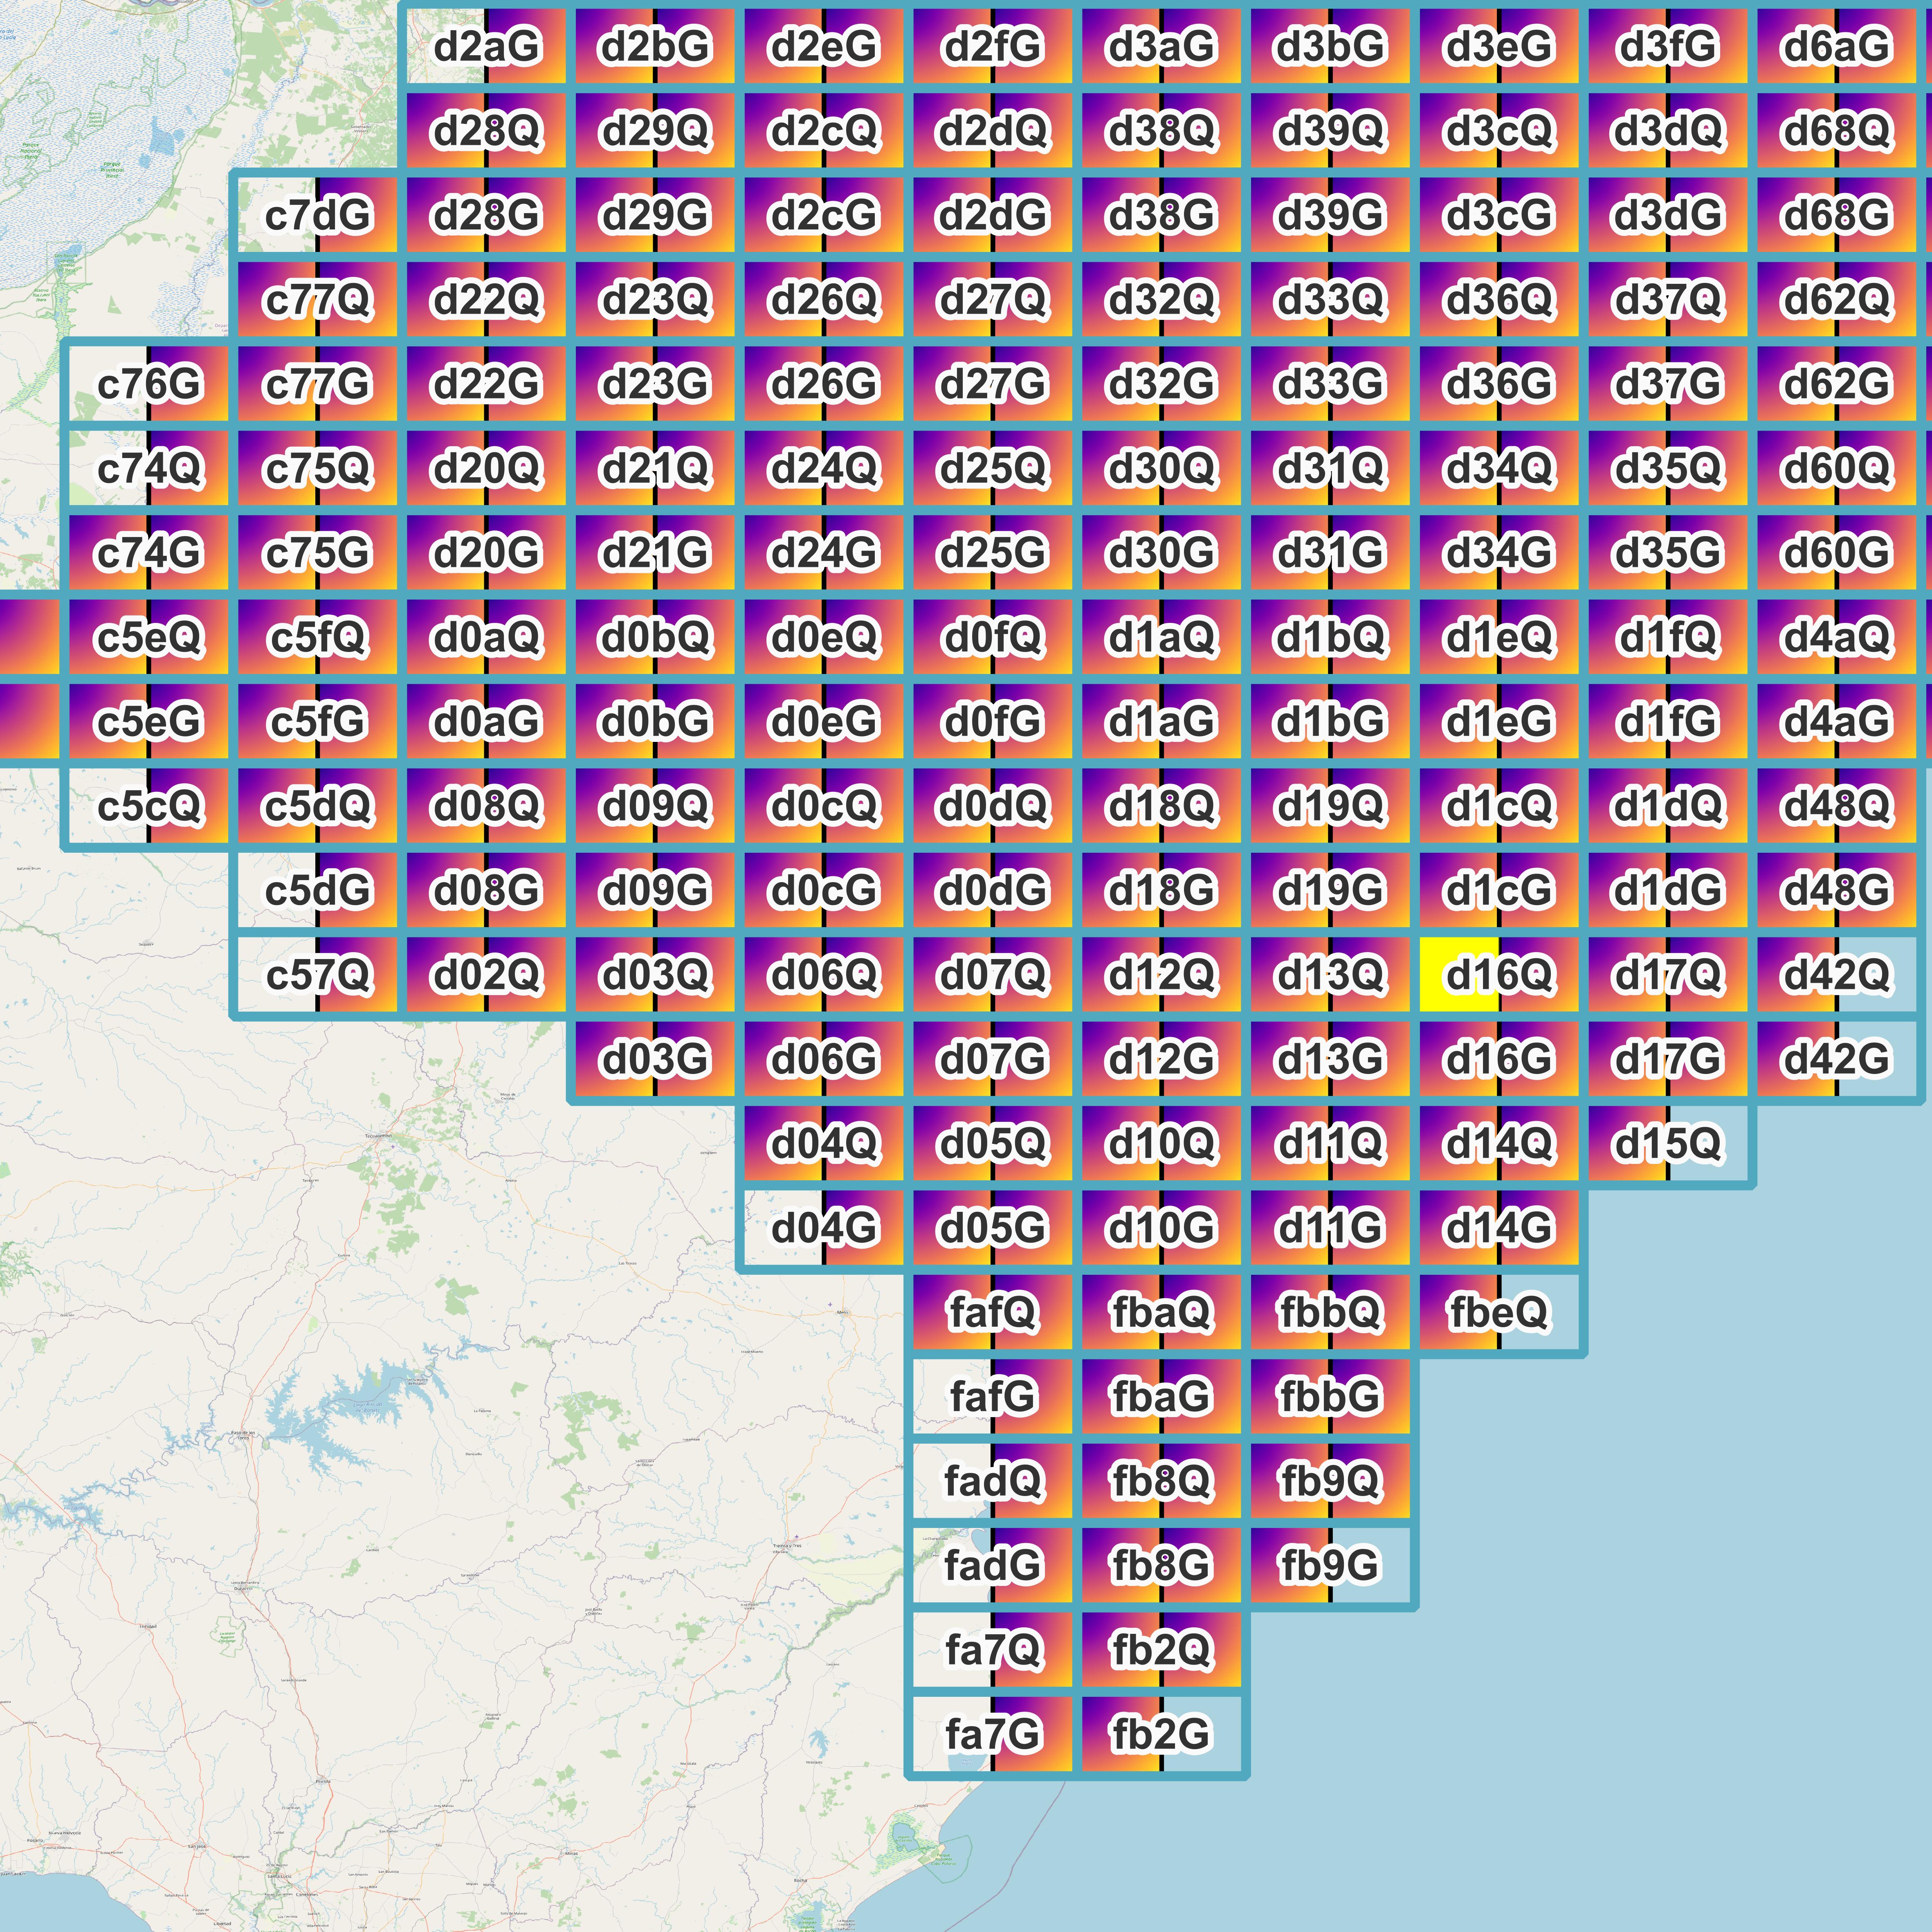 d2aG d2bG d2eG d2fG d3aG d3bG d3eG d3fG d6aG
d28Q d29Q d2cQ d2dQ d38Q d39Q d3cQ d3dQ d68Q
c7dG d28G d29G d2cG d2dG d38G d39G d3cG d3dG d68G
c77Q d22Q d23Q d26Q d27Q d32Q d33Q d36Q d37Q d62Q
c76G c77G d22G d23G d26G d27G d32G d33G d36G d37G d62G
c74Q c75Q d20Q d21Q d24Q d25Q d30Q d31Q d34Q d35Q d60Q
c74G c75G d20G d21G d24G d25G d30G d31G d34G d35G d60G
c5eQ c5fQ d0aQ d0bQ d0eQ d0fQ d1aQ d1bQ d1eQ d1fQ d4aQ
c5eG c5fG d0aG d0bG d0eG d0fG d1aG d1bG d1eG d1fG d4aG
c5cQ c5dQ d08Q d09Q d0cQ d0dQ d18Q d19Q d1cQ d1dQ d48Q
c5dG d08G d09G d0cG d0dG d18G d19G d1cG d1dG d48G
c57Q d02Q d03Q d06Q d07Q d12Q d13Q d16Q d17Q d42Q
d03G d06G d07G d12G d13G d16G d17G d42G
d04Q d05Q d10Q d11Q d14Q d15Q
d04G d05G d10G d11G d14G
fafQ fbaQ fbbQ fbeQ
fafG fbaG fbbG
fadQ fb8Q fb9Q
fadG fb8G fb9G
fa7Q fb2Q
fa7G fb2G